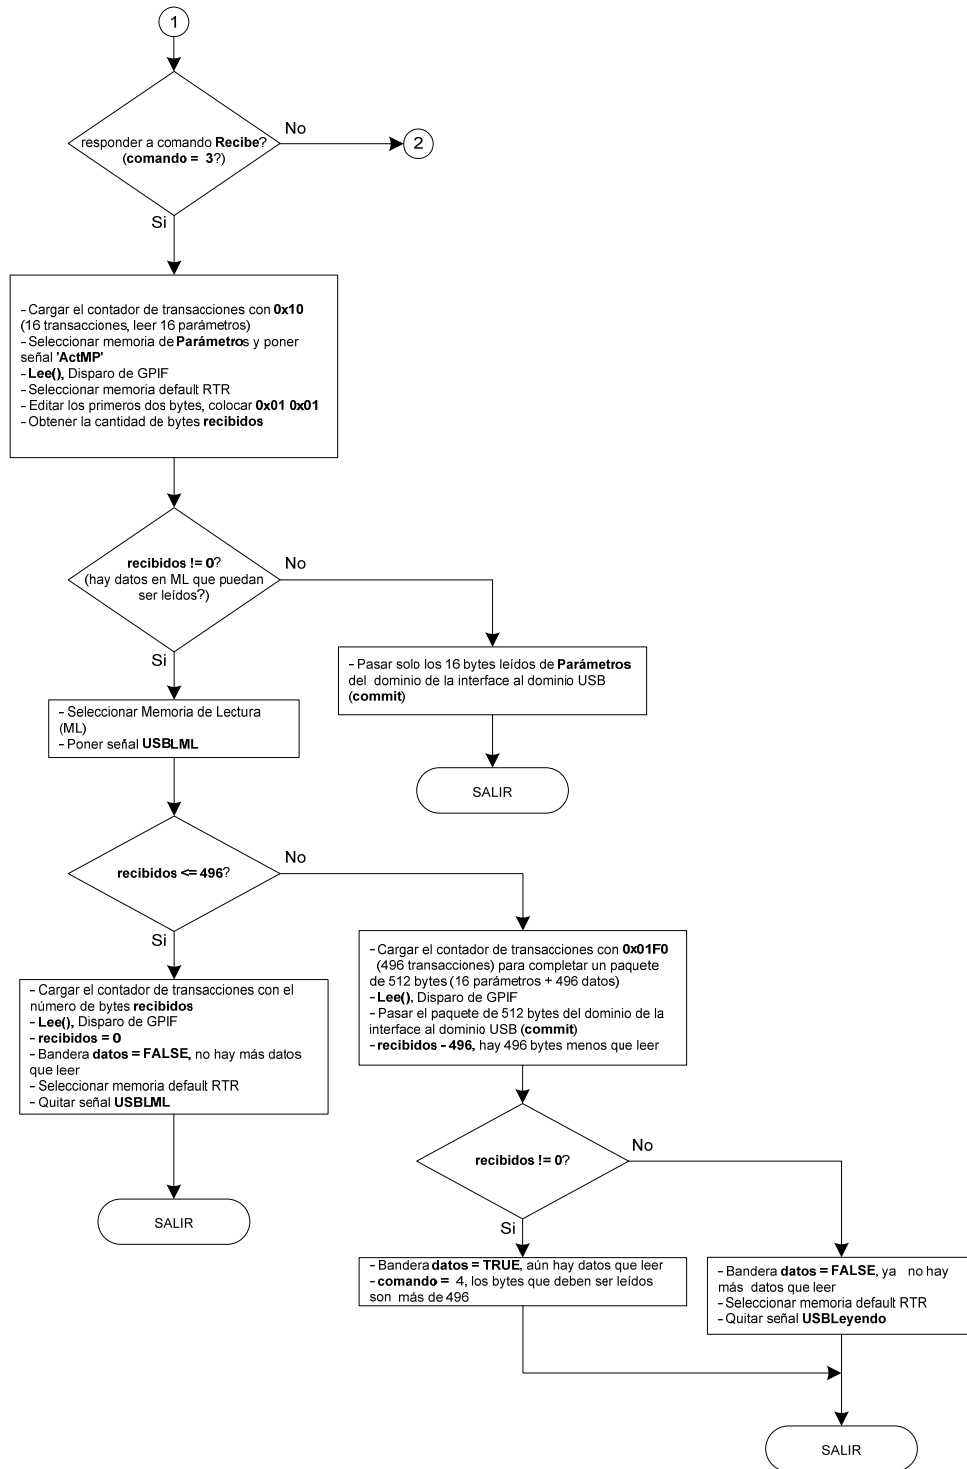 1
responder a comando Recibe?
(comando = 3?)
No
2
Si
- Cargar el contador de transacciones con 0x10
(16 transacciones, leer 16 parámetros)
- Seleccionar memoria de Parámetros y poner
señal 'ActMP'
- Lee(), Disparo de GPIF
- Seleccionar memoria default RTR
- Editar los primeros dos bytes, colocar 0x01 0x01
- Obtener la cantidad de bytes recibidos
recibidos != 0?
(hay datos en ML que puedan
ser leídos?)
No
Si
- Pasar solo los 16 bytes leídos de Parámetros
del dominio de la interface al dominio USB
(commit)
SALIR
- Seleccionar Memoria de Lectura
(ML)
- Poner señal USBLML
recibidos <= 496?
No
Si
- Cargar el contador de transacciones con el
número de bytes recibidos
- Lee(), Disparo de GPIF
- recibidos = 0
- Bandera datos = FALSE, no hay más datos
que leer
- Seleccionar memoria default RTR
- Quitar señal USBLML
SALIR
- Cargar el contador de transacciones con 0x01F0
(496 transacciones) para completar un paquete
de 512 bytes (16 parámetros + 496 datos)
- Lee(), Disparo de GPIF
- Pasar el paquete de 512 bytes del dominio de la
interface al dominio USB (commit)
- recibidos - 496, hay 496 bytes menos que leer
recibidos != 0?
No
Si
- Bandera datos = TRUE, aún hay datos que leer
- comando = 4, los bytes que deben ser leídos
son más de 496
- Bandera datos = FALSE, ya no hay
más datos que leer
- Seleccionar memoria default RTR
- Quitar señal USBLeyendo
SALIR